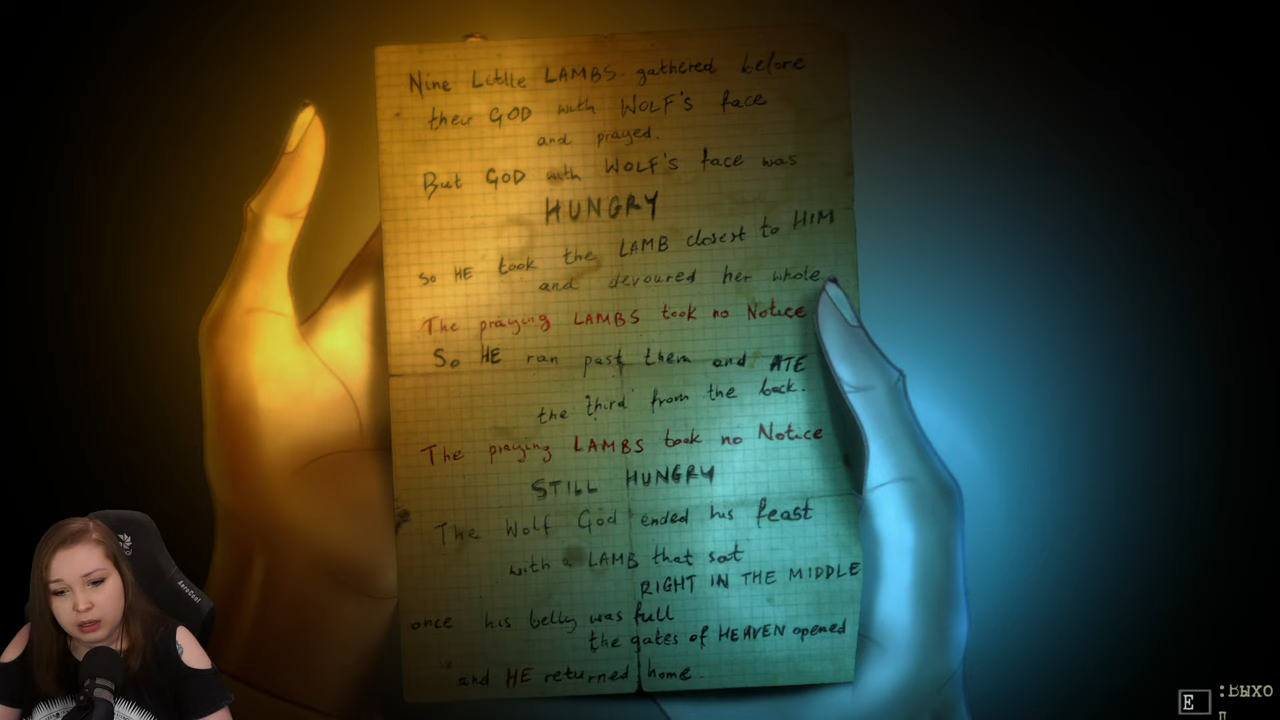 Nine Little LAMBS gathered before
their GOD with WOLF'S face
and prayed.
But GOD with WOLF'S face was
HUNGRY
so HE took the LAMB closest to HIM
and devoured her whole
The praying LAMBS took no Notice
So HE ran past them and ATE
the third from the back.
The praying LAMBS took no Notice
STILL HUNGRY
The Wolf God ended his feast
with a LAMB that sat
RIGHT IN THE MIDDLE
once his belly was full
the gates of HEAVEN opened
and HE returned home.
AeroCool
E :Выхо
д